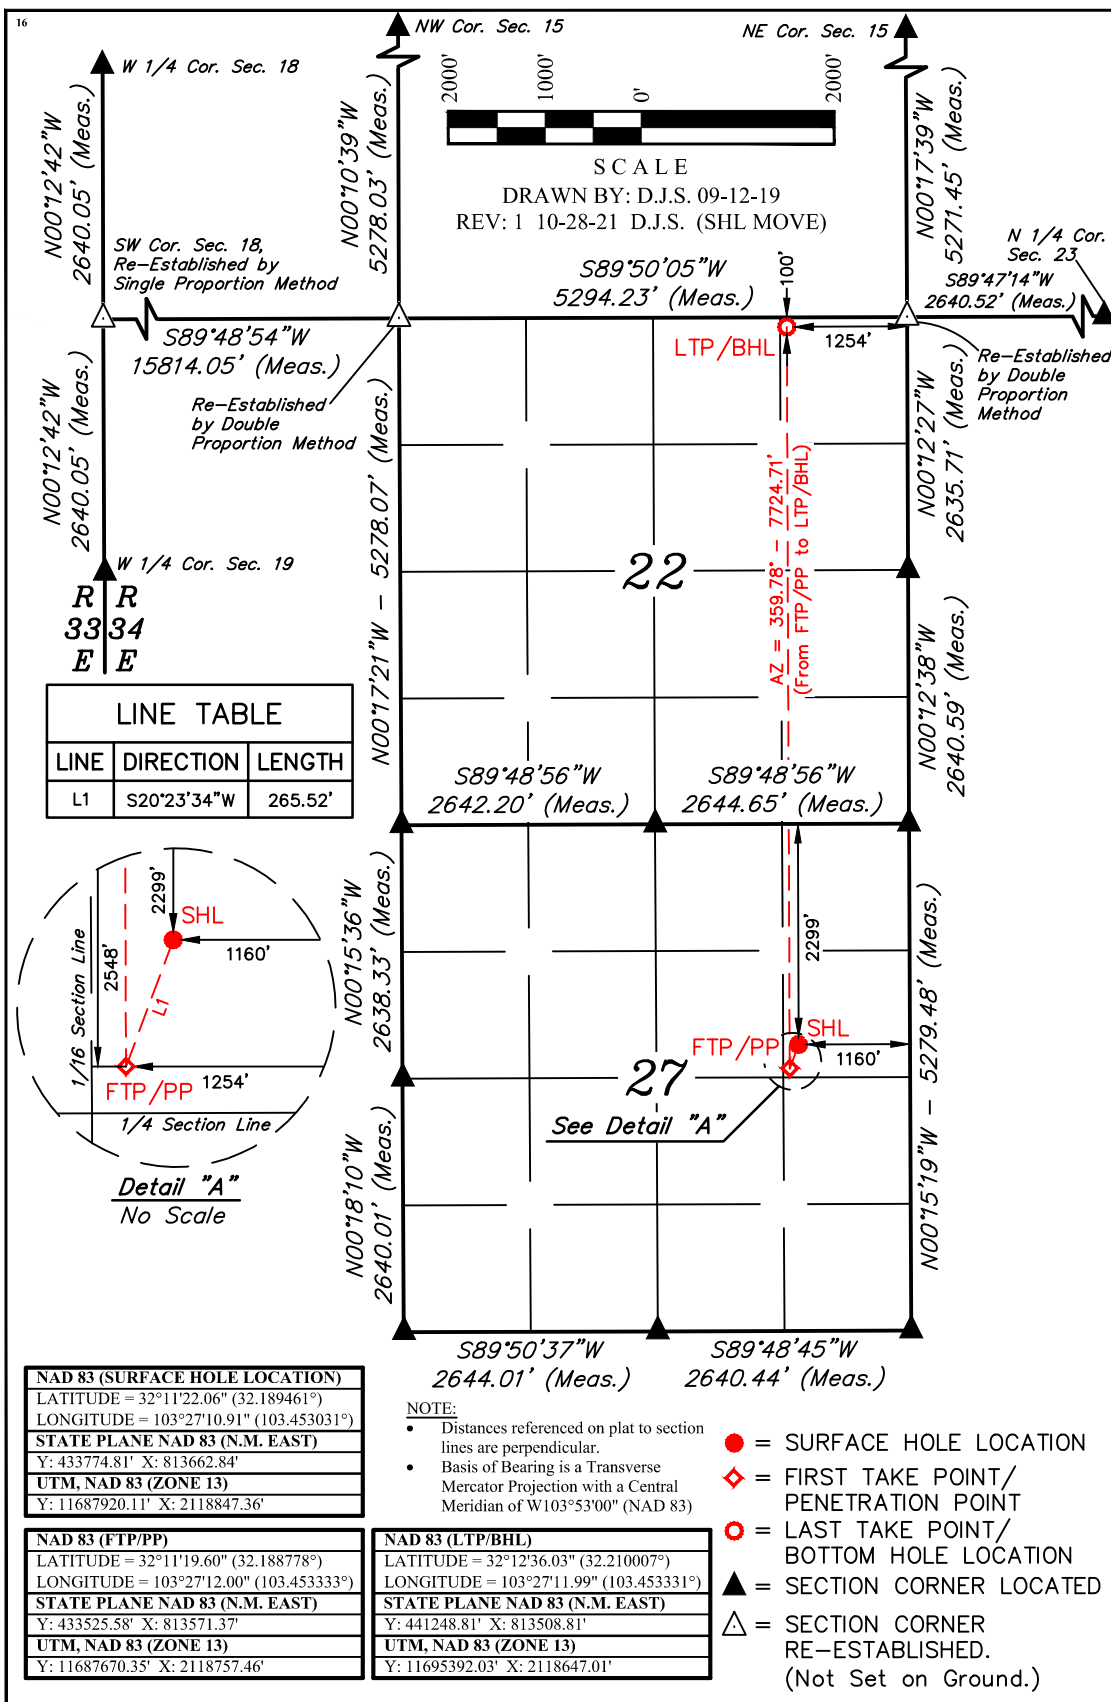 16
NW Cor. Sec. 15
NE Cor. Sec. 15
W 1/4 Cor. Sec. 18
2000'
1000'
0'
2000'
SCALE
DRAWN BY: D.J.S. 09-12-19
REV: 1 10-28-21 D.J.S. (SHL MOVE)
N00°12'42"W
2640.05' (Meas.)
N00°10'39"W
5278.03' (Meas.)
N00°17'39"W
5271.45' (Meas.)
SW Cor. Sec. 18,
Re-Established by
Single Proportion Method
N 1/4 Cor.
Sec. 23
S89°47'14"W
2640.52' (Meas.)
S89°50'05"W
5294.23' (Meas.)
100'
S89°48'54"W
15814.05' (Meas.)
LTP/BHL
1254'
Re-Established
by Double
Proportion Method
Re-Established
by Double
Proportion
Method
N00°12'42"W
2640.05' (Meas.)
N00°17'21"W - 5278.07' (Meas.)
AZ = 359.78° - 7724.71'
(From FTP/PP to LTP/BHL)
N00°12'27"W
2635.71' (Meas.)
W 1/4 Cor. Sec. 19
R R
33 34
E E
22
N00°12'38"W
2640.59' (Meas.)
LINE TABLE
LINE DIRECTION LENGTH
L1 S20°23'34"W 265.52'
S89°48'56"W
2642.20' (Meas.)
S89°48'56"W
2644.65' (Meas.)
2299'
SHL
1160'
2548'
1/16 Section Line
L1
1254'
FTP/PP
1/4 Section Line
Detail "A"
No Scale
N00°15'36"W
2638.33' (Meas.)
2299'
SHL
FTP/PP
1160'
27
See Detail "A"
N00°15'19"W - 5279.48' (Meas.)
N00°18'10"W
2640.01' (Meas.)
S89°50'37"W
2644.01' (Meas.)
S89°48'45"W
2640.44' (Meas.)
NAD 83 (SURFACE HOLE LOCATION)
LATITUDE = 32°11'22.06" (32.189461°)
LONGITUDE = 103°27'10.91" (103.453031°)
STATE PLANE NAD 83 (N.M. EAST)
Y: 433774.81' X: 813662.84'
UTM, NAD 83 (ZONE 13)
Y: 11687920.11' X: 2118847.36'
NAD 83 (FTP/PP)
LATITUDE = 32°11'19.60" (32.188778°)
LONGITUDE = 103°27'12.00" (103.453333°)
STATE PLANE NAD 83 (N.M. EAST)
Y: 433525.58' X: 813571.37'
UTM, NAD 83 (ZONE 13)
Y: 11687670.35' X: 2118757.46'
NAD 83 (LTP/BHL)
LATITUDE = 32°12'36.03" (32.210007°)
LONGITUDE = 103°27'11.99" (103.453331°)
STATE PLANE NAD 83 (N.M. EAST)
Y: 441248.81' X: 813508.81'
UTM, NAD 83 (ZONE 13)
Y: 11695392.03' X: 2118647.01'
NOTE:
• Distances referenced on plat to section
lines are perpendicular.
• Basis of Bearing is a Transverse
Mercator Projection with a Central
Meridian of W103°53'00" (NAD 83)
= SURFACE HOLE LOCATION
= FIRST TAKE POINT/
PENETRATION POINT
= LAST TAKE POINT/
BOTTOM HOLE LOCATION
= SECTION CORNER LOCATED
= SECTION CORNER
RE-ESTABLISHED.
(Not Set on Ground.)